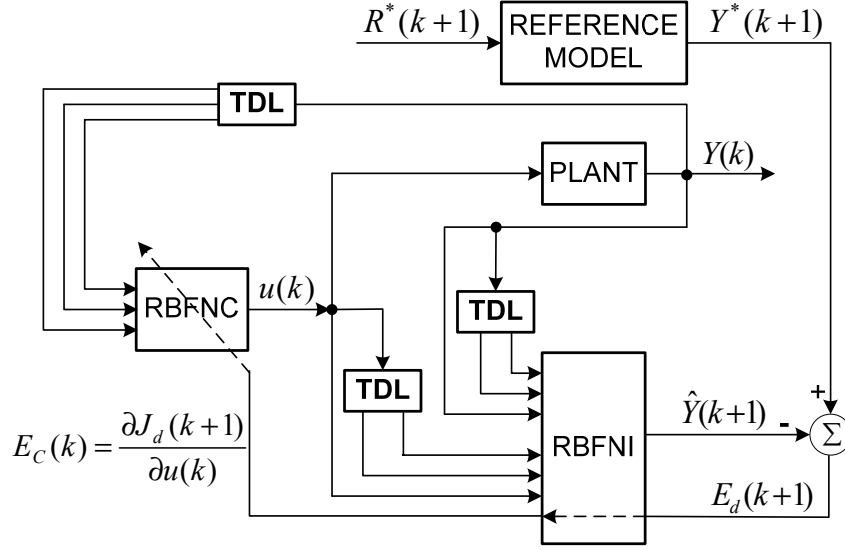 R*(k+1)
REFERENCE
MODEL
Y*(k+1)
TDL
PLANT
Y(k)
RBFNC
u(k)
TDL
TDL
+
E_C(k) = ∂J_d(k+1) / ∂u(k)
RBFNI
Ŷ(k+1)
-
Σ
E_d(k+1)